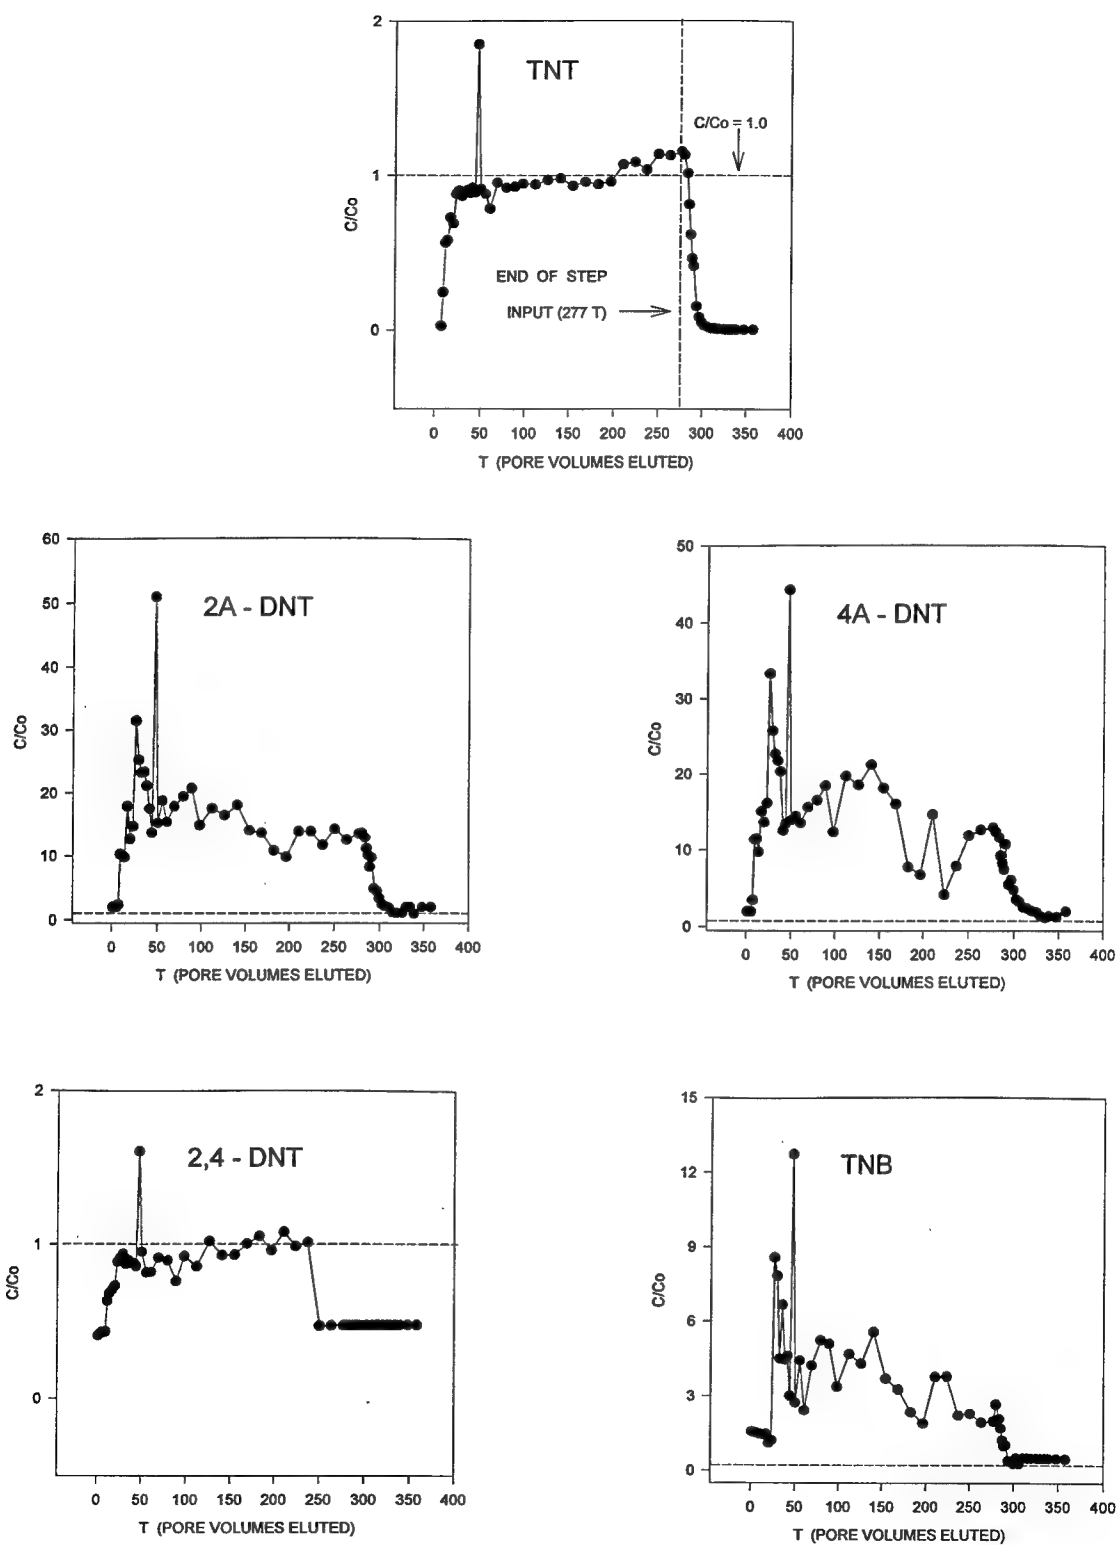 2
TNT
C/Co = 1.0
1
C/Co
END OF STEP
INPUT (277 T)
0
0 50 100 150 200 250 300 350 400
T (PORE VOLUMES ELUTED)
60
2A - DNT
50
40
30
C/Co
20
10
0
0 50 100 150 200 250 300 350 400
T (PORE VOLUMES ELUTED)
50
4A - DNT
40
30
C/Co
20
10
0
0 50 100 150 200 250 300 350 400
T (PORE VOLUMES ELUTED)
2
2,4 - DNT
1
C/Co
0
0 50 100 150 200 250 300 350 400
T (PORE VOLUMES ELUTED)
15
TNB
12
9
C/Co
6
3
0
0 50 100 150 200 250 300 350 400
T (PORE VOLUMES ELUTED)